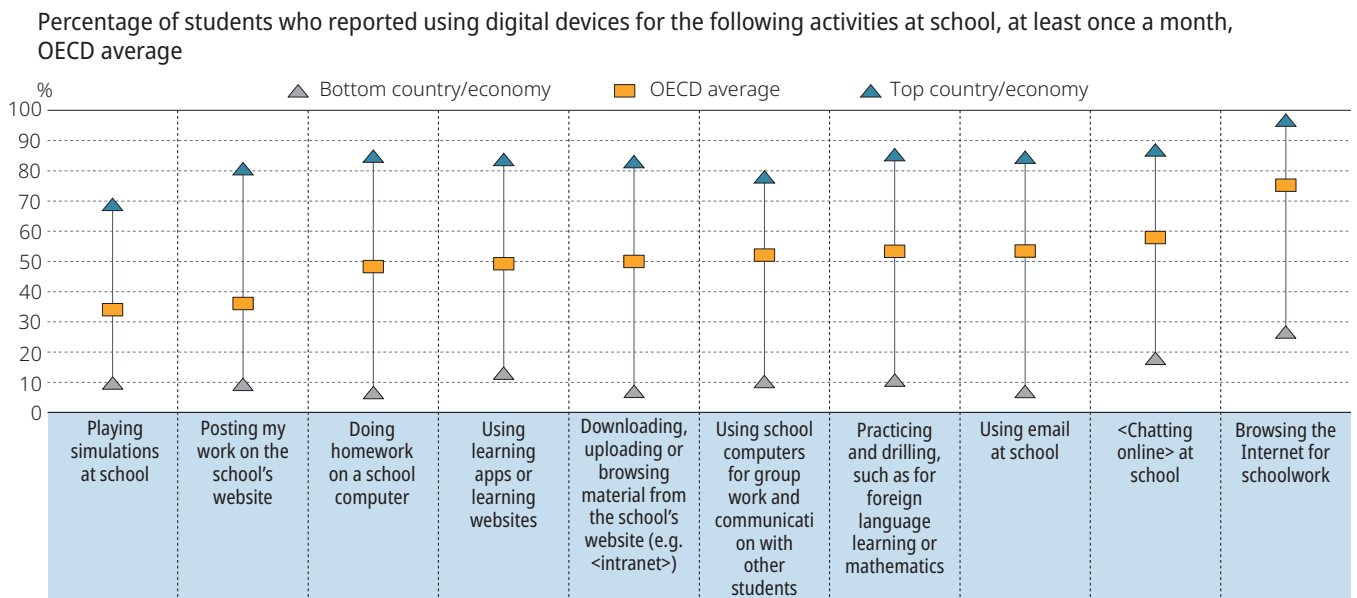 Percentage of students who reported using digital devices for the following activities at school, at least once a month,
OECD average
%
Bottom country/economy
OECD average
Top country/economy
100
90
80
70
60
50
40
30
20
10
0
Playing
simulations
at school
Posting my
work on the
school's
website
Doing
homework
on a school
computer
Using
learning
apps or
learning
websites
Downloading,
uploading or
browsing
material from
the school's
website (e.g.
<intranet>)
Using school
computers
for group
work and
communicati
on with
other
students
Practicing
and drilling,
such as for
foreign
language
learning or
mathematics
Using email
at school
<Chatting
online> at
school
Browsing the
Internet for
schoolwork